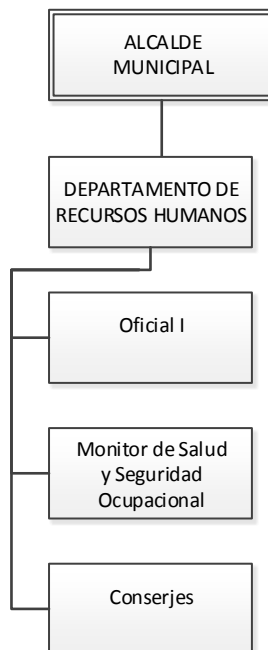 ALCALDE
MUNICIPAL
DEPARTAMENTO DE
RECURSOS HUMANOS
Oficial I
Monitor de Salud
y Seguridad
Ocupacional
Conserjes